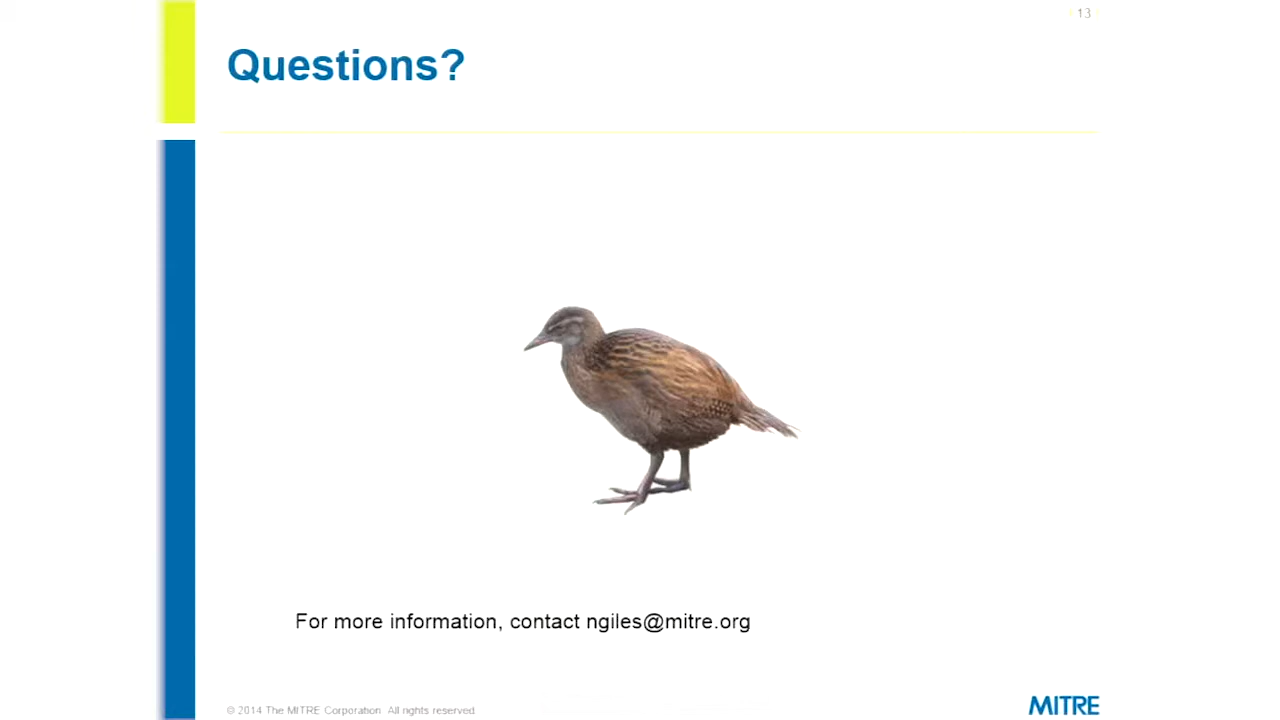 13
Questions?
For more information, contact ngiles@mitre.org
© 2014 The MITRE Corporation. All rights reserved.
MITRE